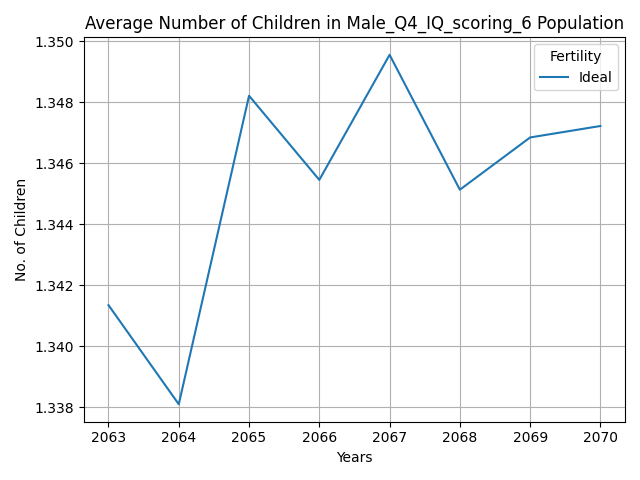 Average Number of Children in Male_Q4_IQ_scoring_6 Population
Fertility
Ideal
No. of Children
1.350
1.348
1.346
1.344
1.342
1.340
1.338
2063 2064 2065 2066 2067 2068 2069 2070
Years